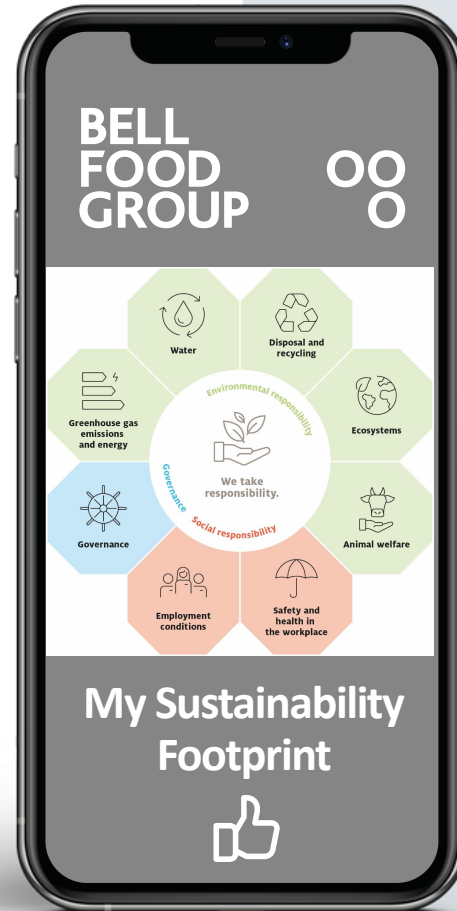 BELL
FOOD
GROUP
Water
Disposal and
recycling
Greenhouse gas
emissions
and energy
Environmental responsibility
Ecosystems
We take
responsibility.
Governance
Social responsibility
Governance
Animal welfare
Employment
conditions
Safety and
health in
the workplace
My Sustainability
Footprint